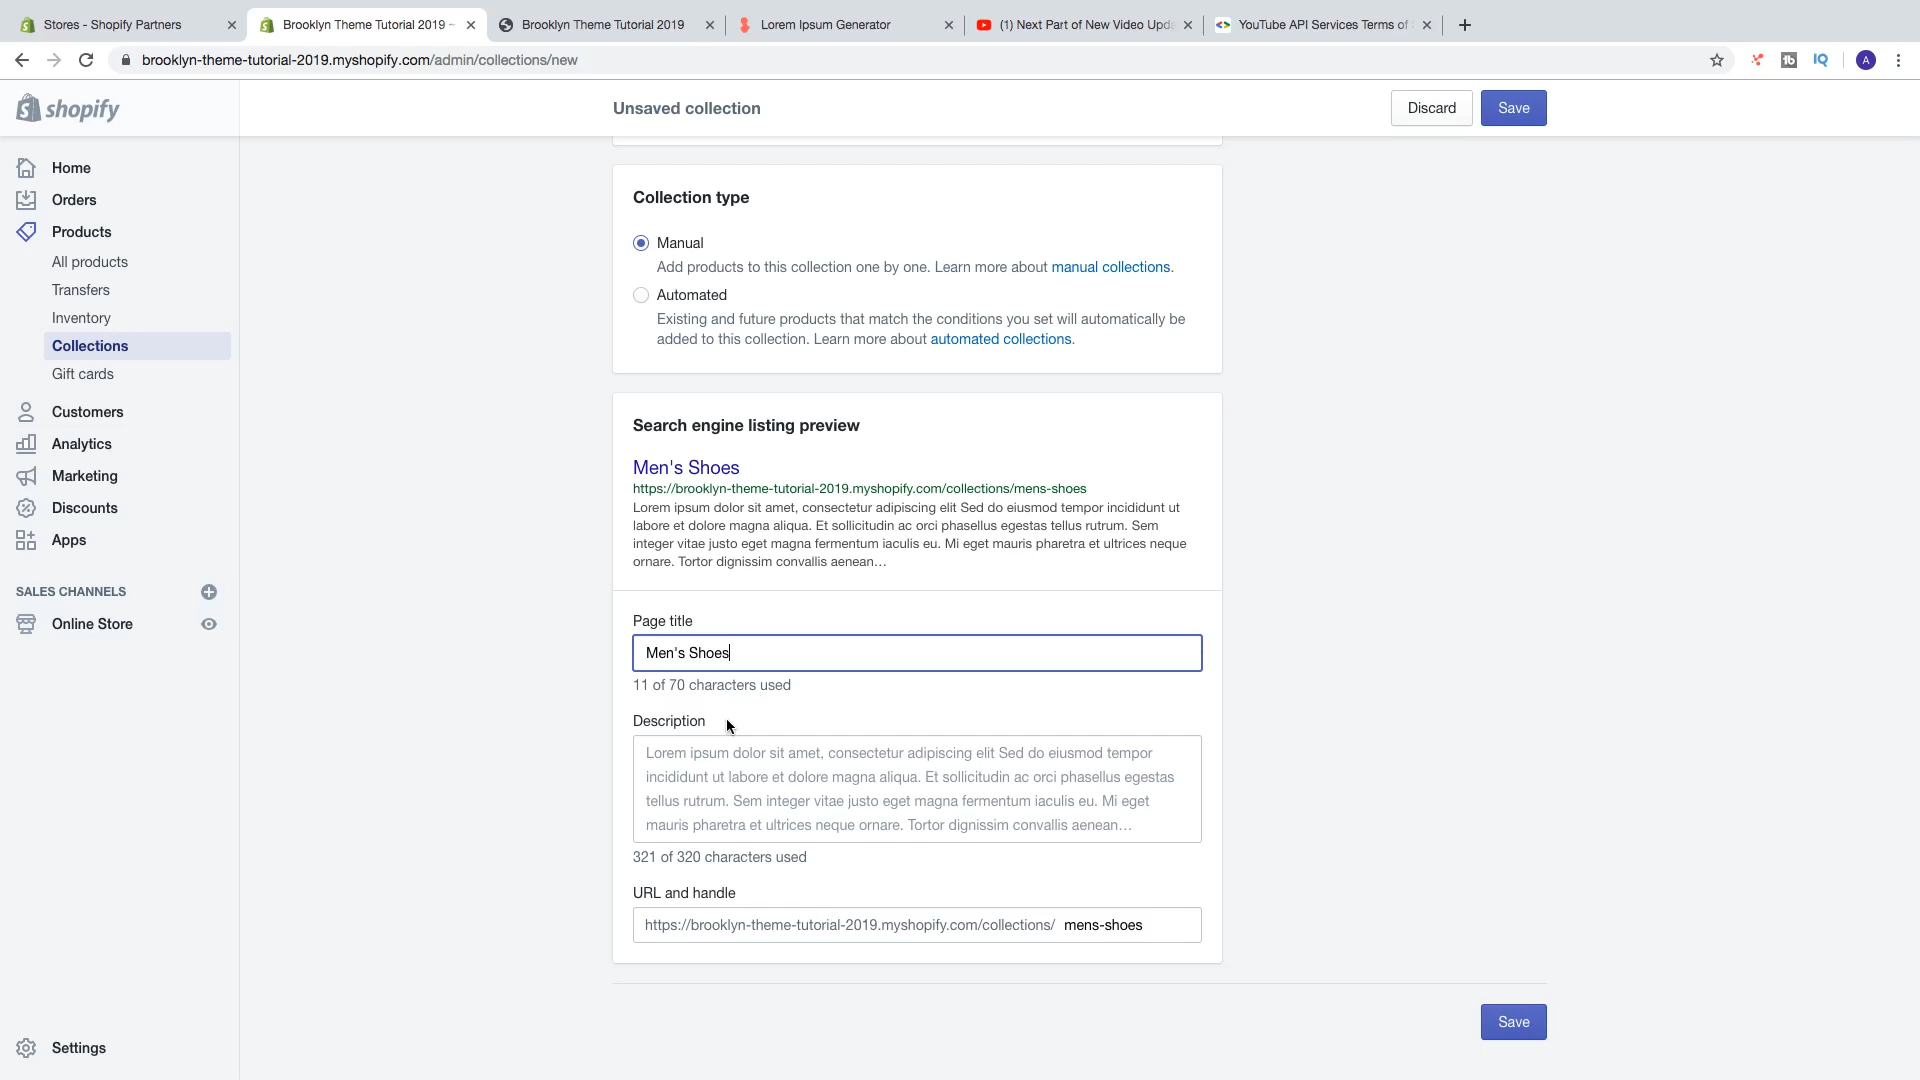 Stores - Shopify Partners
Brooklyn Theme Tutorial 2019 ~
Brooklyn Theme Tutorial 2019
Lorem Ipsum Generator
(1) Next Part of New Video Upda
YouTube API Services Terms of S
brooklyn-theme-tutorial-2019.myshopify.com/admin/collections/new
tb
IQ
A
shopify
Unsaved collection
Discard
Save
Home
Orders
Products
All products
Transfers
Inventory
Collections
Gift cards
Customers
Analytics
Marketing
Discounts
Apps
SALES CHANNELS
Online Store
Settings
Collection type
Manual
Add products to this collection one by one. Learn more about manual collections.
Automated
Existing and future products that match the conditions you set will automatically be
added to this collection. Learn more about automated collections.
Search engine listing preview
Men's Shoes
https://brooklyn-theme-tutorial-2019.myshopify.com/collections/mens-shoes
Lorem ipsum dolor sit amet, consectetur adipiscing elit Sed do eiusmod tempor incididunt ut
labore et dolore magna aliqua. Et sollicitudin ac orci phasellus egestas tellus rutrum. Sem
integer vitae justo eget magna fermentum iaculis eu. Mi eget mauris pharetra et ultrices neque
ornare. Tortor dignissim convallis aenean…
Page title
Men's Shoes
11 of 70 characters used
Description
Lorem ipsum dolor sit amet, consectetur adipiscing elit Sed do eiusmod tempor
incididunt ut labore et dolore magna aliqua. Et sollicitudin ac orci phasellus egestas
tellus rutrum. Sem integer vitae justo eget magna fermentum iaculis eu. Mi eget
mauris pharetra et ultrices neque ornare. Tortor dignissim convallis aenean…
321 of 320 characters used
URL and handle
https://brooklyn-theme-tutorial-2019.myshopify.com/collections/ mens-shoes
Save